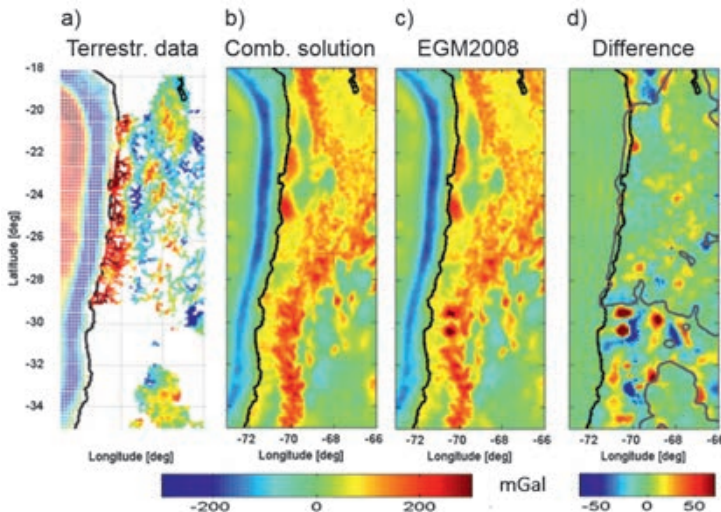 a)
Terrestr. data
b)
Comb. solution
c)
EGM2008
d)
Difference
-18
-20
-22
-24
-26
-28
-30
-32
-34
Latitude [deg]
-72 -70 -68 -66
-72 -70 -68 -66
-72 -70 -68 -66
Longitude [deg]
Longitude [deg]
Longitude [deg]
Longitude [deg]
-200 0 200
mGal
-50 0 50